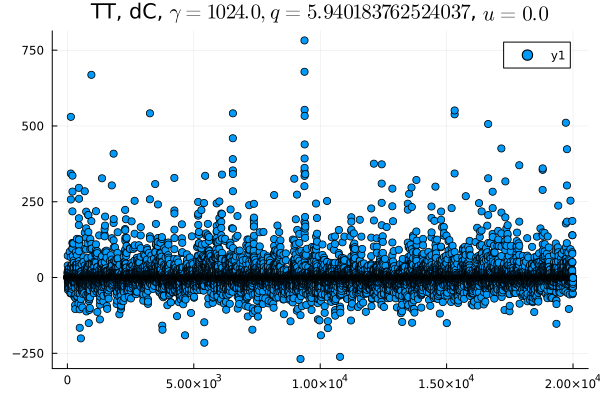 TT, dC, γ = 1024.0, q = 5.940183762524037, u = 0.0
750
500
250
0
−250
y1
0 5.00×10³ 1.00×10⁴ 1.50×10⁴ 2.00×10⁴